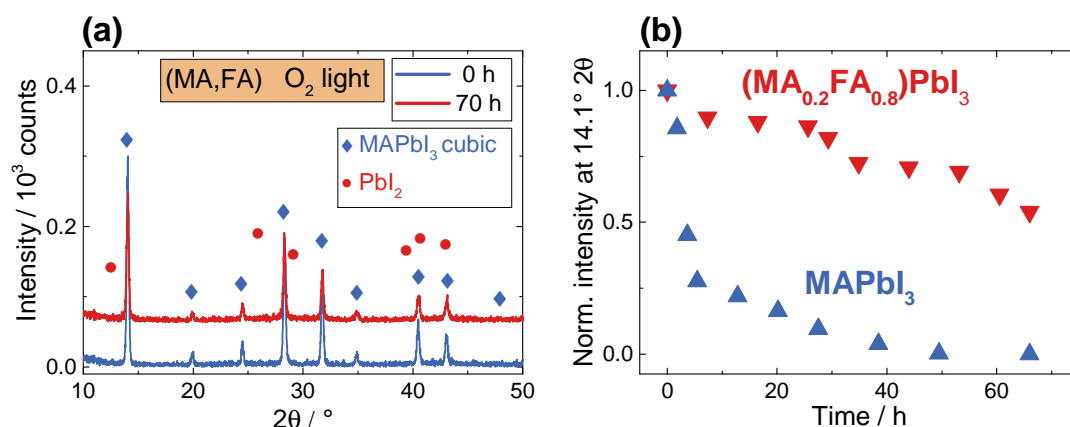 (a)
(MA,FA) O₂ light
0 h
70 h
MAPbI₃ cubic
PbI₂
Intensity / 10³ counts
0.4
0.2
0.0
10 20 30 40 50
2θ / °
(b)
(MA₀.₂FA₀.₈)PbI₃
MAPbI₃
Norm. intensity at 14.1° 2θ
1.0
0.5
0.0
0 20 40 60
Time / h